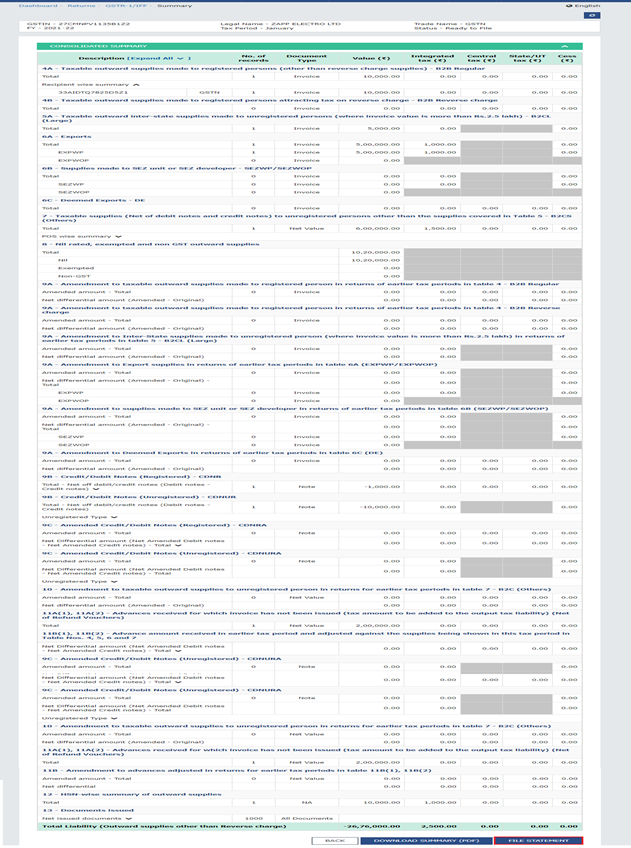 Dashboard › Returns › GSTR-1/IFF › Summary English
GSTIN - 27CMNPV1135B1Z2 Legal Name - ZAPP ELECTRO LTD Trade Name - GSTN
FY - 2021-22 Tax Period - January Status - Ready to File
CONSOLIDATED SUMMARY
Description (Expand All) No. of records Document Type Value (₹) Integrated tax (₹) Central tax (₹) State/UT tax (₹) Cess (₹)
4A - Taxable outward supplies made to registered persons (other than reverse charge supplies) - B2B Regular
Total 1 Invoice 10,000.00 0.00 0.00 0.00 0.00
Recipient wise summary
33AIDTQ7825D5Z1 GSTN 1 Invoice 10,000.00 0.00 0.00 0.00 0.00
4B - Taxable outward supplies made to registered persons attracting tax on reverse charge - B2B Reverse charge
Total 0 Invoice 0.00 0.00 0.00 0.00 0.00
5A - Taxable outward inter-state supplies made to unregistered persons (where invoice value is more than Rs.2.5 lakh) - B2CL
(Large)
Total 1 Invoice 5,000.00 0.00 0.00
6A - Exports
Total 1 Invoice 5,00,000.00 1,000.00 0.00
EXPWP 1 Invoice 5,00,000.00 1,000.00 0.00
EXPWOP 0 Invoice 0.00
6B - Supplies made to SEZ unit or SEZ developer - SEZWP/SEZWOP
Total 0 Invoice 0.00 0.00 0.00
SEZWP 0 Invoice 0.00 0.00 0.00
SEZWOP 0 Invoice 0.00
6C - Deemed Exports - DE
Total 0 Invoice 0.00 0.00 0.00 0.00 0.00
7 - Taxable supplies (Net of debit notes and credit notes) to unregistered persons other than the supplies covered in Table 5 - B2CS
(Others)
Total 1 Net Value 6,000.00 1,500.00 0.00 0.00 0.00
POS wise summary
8 - Nil rated, exempted and non GST outward supplies
Total 10,20,000.00
Nil 10,20,000.00
Exempted 0.00
Non-GST 0.00
9A - Amendment to taxable outward supplies made to registered person in returns of earlier tax periods in table 4 - B2B Regular
Amended amount - Total 0 Invoice 0.00 0.00 0.00 0.00 0.00
Net differential amount (Amended - Original) 0.00 0.00 0.00 0.00 0.00
9A - Amendment to taxable outward supplies made to registered person in returns of earlier tax periods in table 4 - B2B Reverse
charge
Amended amount - Total 0 Invoice 0.00 0.00 0.00 0.00 0.00
Net differential amount (Amended - Original) 0.00 0.00 0.00 0.00 0.00
9A - Amendment to Inter-State supplies made to unregistered person (where invoice value is more than Rs.2.5 lakh) in returns of
earlier tax periods in table 5 - B2CL (Large)
Amended amount - Total 0 Invoice 0.00 0.00 0.00
Net differential amount (Amended - Original) 0.00 0.00 0.00
9A - Amendment to Export supplies in returns of earlier tax periods in table 6A (EXPWP/EXPWOP)
Amended amount - Total 0 Invoice 0.00 0.00 0.00
Net differential amount (Amended - Original) -
Total 0.00 0.00 0.00
EXPWP 0 Invoice 0.00 0.00 0.00
EXPWOP 0 Invoice 0.00
9A - Amendment to supplies made to SEZ unit or SEZ developer in returns of earlier tax periods in table 6B (SEZWP/SEZWOP)
Amended amount - Total 0 Invoice 0.00 0.00 0.00
Net differential amount (Amended - Original) -
Total 0.00 0.00 0.00
SEZWP 0 Invoice 0.00 0.00 0.00
SEZWOP 0 Invoice 0.00
9A - Amendment to Deemed Exports in returns of earlier tax periods in table 6C (DE)
Amended amount - Total 0 Invoice 0.00 0.00 0.00 0.00 0.00
Net differential amount (Amended - Original) 0.00 0.00 0.00 0.00 0.00
9B - Credit/Debit Notes (Registered) - CDNR
Total - Net off debit/credit notes (Debit notes -
Credit notes) 1 Note -1,000.00 0.00 0.00 0.00 0.00
9B - Credit/Debit Notes (Unregistered) - CDNUR
Total - Net off debit/credit notes (Debit notes -
Credit notes) 1 Note -10,000.00 0.00 0.00
Unregistered Type
9C - Amended Credit/Debit Notes (Registered) - CDNRA
Amended amount - Total 0 Note 0.00 0.00 0.00 0.00 0.00
Net Differential amount (Net Amended Debit notes
- Net Amended Credit notes) - Total 0.00 0.00 0.00 0.00 0.00
9C - Amended Credit/Debit Notes (Unregistered) - CDNURA
Amended amount - Total 0 Note 0.00 0.00 0.00
Net Differential amount (Net Amended Debit notes
- Net Amended Credit notes) - Total 0.00 0.00 0.00
Unregistered Type
10 - Amendment to taxable outward supplies to unregistered person in returns for earlier tax periods in table 7 - B2C (Others)
Amended amount - Total 0 Net Value 0.00 0.00 0.00 0.00 0.00
Net differential amount (Amended - Original) 0.00 0.00 0.00 0.00 0.00
11A(1), 11A(2) - Advances received for which invoice has not been issued (tax amount to be added to the output tax liability) (Net
of Refund Vouchers)
Total 1 Net Value 2,00,000.00 0.00 0.00 0.00 0.00
11B(1), 11B(2) - Advance amount received in earlier tax period and adjusted against the supplies being shown in this tax period in
Table Nos. 4, 5, 6 and 7
Net Differential amount (Net Amended Debit notes
- Net Amended Credit notes) - Total 0.00 0.00 0.00 0.00 0.00
9C - Amended Credit/Debit Notes (Unregistered) - CDNURA
Amended amount - Total 0 Note 0.00 0.00 0.00
Net Differential amount (Net Amended Debit notes
- Net Amended Credit notes) - Total 0.00 0.00 0.00
9C - Amended Credit/Debit Notes (Unregistered) - CDNURA
Amended amount - Total 0 Note 0.00 0.00 0.00
Net Differential amount (Net Amended Debit notes
- Net Amended Credit notes) - Total 0.00 0.00 0.00
Unregistered Type
10 - Amendment to taxable outward supplies to unregistered person in returns for earlier tax periods in table 7 - B2C (Others)
Amended amount - Total 0 Net Value 0.00 0.00 0.00 0.00 0.00
Net differential amount (Amended - Original) 0.00 0.00 0.00 0.00 0.00
11A(1), 11A(2) - Advances received for which invoice has not been issued (tax amount to be added to the output tax liability) (Net
of Refund Vouchers)
Total 1 Net Value 2,00,000.00 0.00 0.00 0.00 0.00
11B - Amendment to advances adjusted in returns for earlier tax periods in table 11B(1), 11B(2)
Amended amount - Total 0 Net Value 0.00 0.00 0.00 0.00 0.00
Net differential 0.00 0.00 0.00 0.00 0.00
12 - HSN-wise summary of outward supplies
Total 1 NA 10,000.00 1,000.00 0.00 0.00 0.00
13 - Documents Issued
Net issued documents 1000 All Documents
Total Liability (Outward supplies other than Reverse charge) -26,76,000.00 2,500.00 0.00 0.00 0.00
BACK DOWNLOAD SUMMARY (PDF) FILE STATEMENT